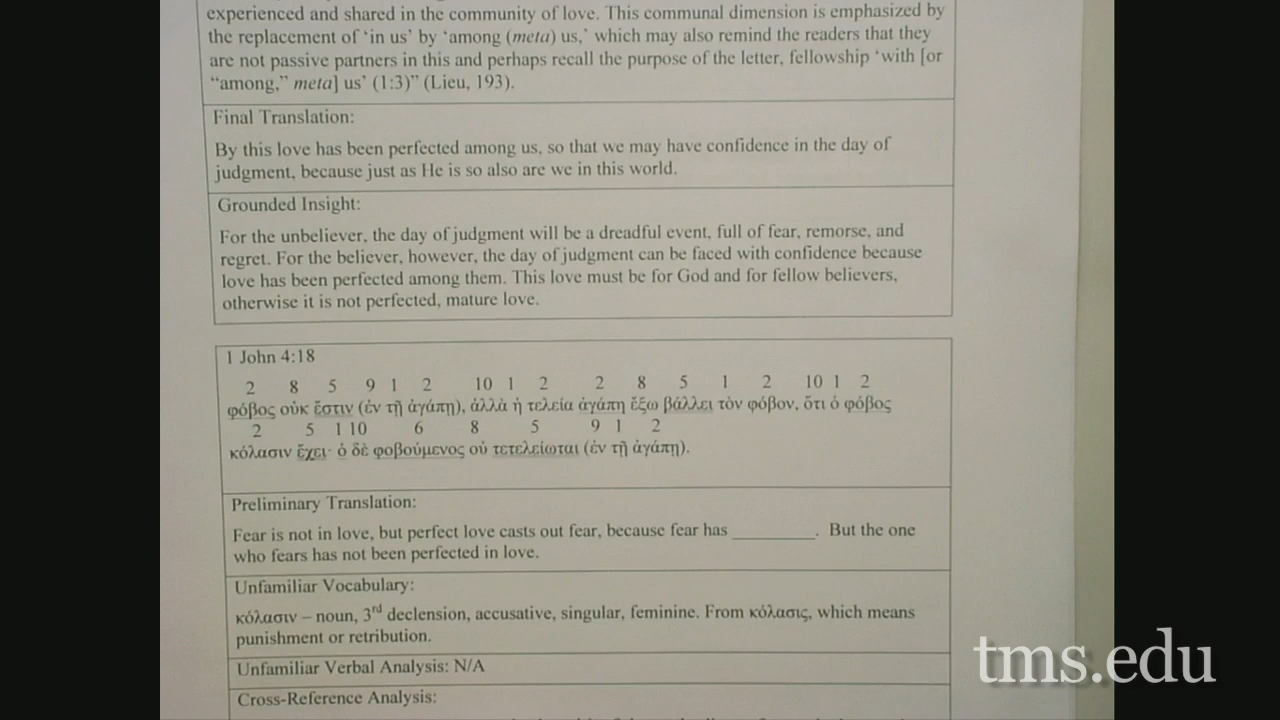 experienced and shared in the community of love. This communal dimension is emphasized by
the replacement of ‘in us’ by ‘among (meta) us,’ which may also remind the readers that they
are not passive partners in this and perhaps recall the purpose of the letter, fellowship ‘with [or
“among,” meta] us’ (1:3)” (Lieu, 193).
Final Translation:
By this love has been perfected among us, so that we may have confidence in the day of
judgment, because just as He is so also are we in this world.
Grounded Insight:
For the unbeliever, the day of judgment will be a dreadful event, full of fear, remorse, and
regret. For the believer, however, the day of judgment can be faced with confidence because
love has been perfected among them. This love must be for God and for fellow believers,
otherwise it is not perfected, mature love.
1 John 4:18
2 8 5 9 1 2 10 1 2 2 8 5 1 2 10 1 2
φόβος οὐκ ἔστιν (ἐν τῇ ἀγάπῃ), ἀλλὰ ἡ τελεία ἀγάπη ἔξω βάλλει τὸν φόβον, ὅτι ὁ φόβος
2 5 1 10 6 8 5 9 1 2
κόλασιν ἔχει· ὁ δὲ φοβούμενος οὐ τετελείωται (ἐν τῇ ἀγάπῃ).
Preliminary Translation:
Fear is not in love, but perfect love casts out fear, because fear has _________. But the one
who fears has not been perfected in love.
Unfamiliar Vocabulary:
κόλασιν – noun, 3rd declension, accusative, singular, feminine. From κόλασις, which means
punishment or retribution.
Unfamiliar Verbal Analysis: N/A
Cross-Reference Analysis:
tms.edu